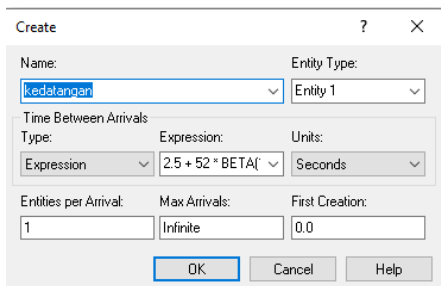 Create ? ×
Name: Entity Type:
kedatangan Entity 1
Time Between Arrivals
Type: Expression: Units:
Expression 2.5 + 52 * BETA( Seconds
Entities per Arrival: Max Arrivals: First Creation:
1 Infinite 0.0
OK Cancel Help